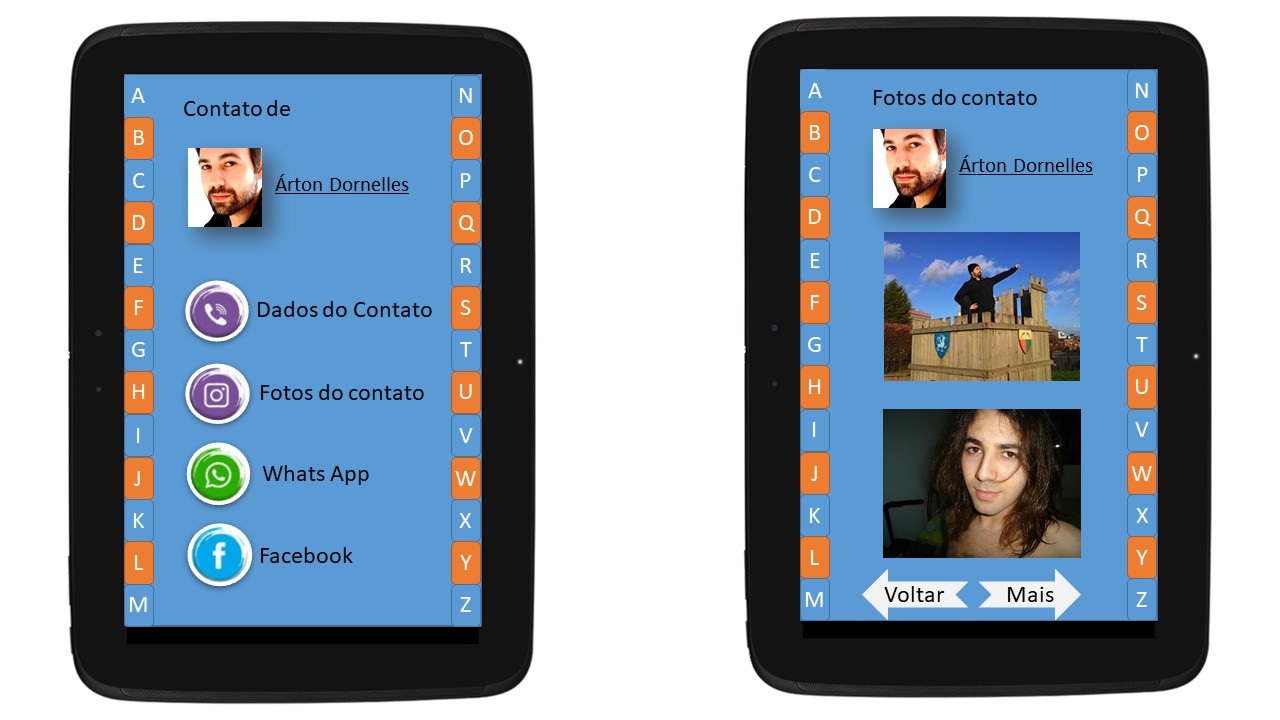 Contato de
Árton Dornelles
Dados do Contato
Fotos do contato
Whats App
Facebook
A
B
C
D
E
F
G
H
I
J
K
L
M
N
O
P
Q
R
S
T
U
V
W
X
Y
Z
Fotos do contato
Árton Dornelles
Voltar
Mais
A
B
C
D
E
F
G
H
I
J
K
L
M
N
O
P
Q
R
S
T
U
V
W
X
Y
Z